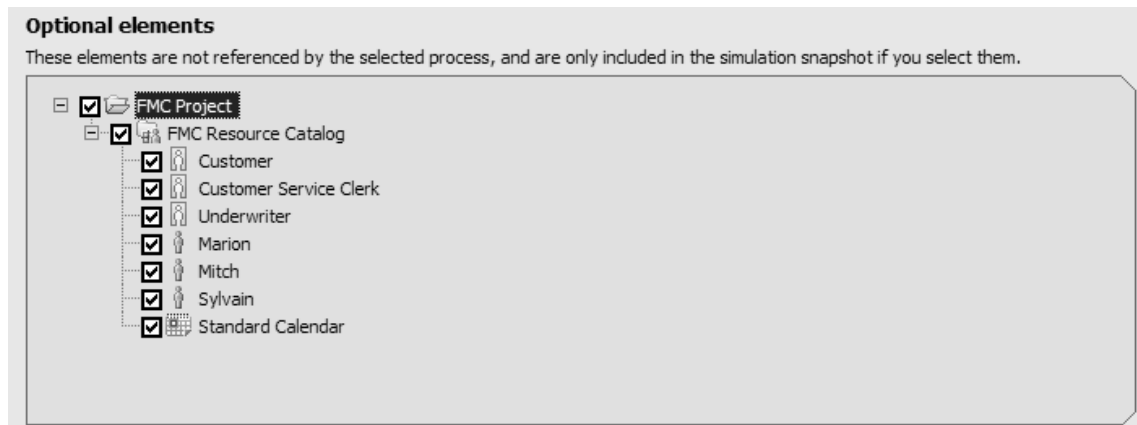 Optional elements
These elements are not referenced by the selected process, and are only included in the simulation snapshot if you select them.
FMC Project
FMC Resource Catalog
Customer
Customer Service Clerk
Underwriter
Marion
Mitch
Sylvain
Standard Calendar